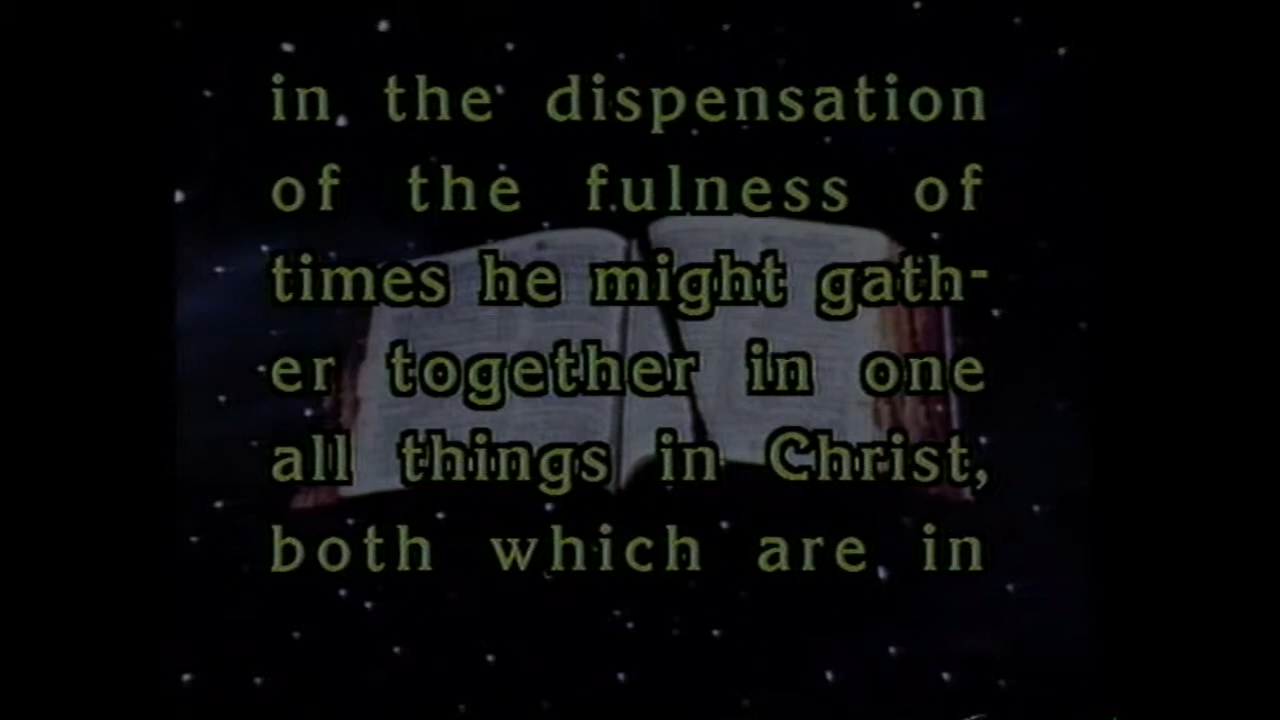 in the dispensation
of the fulness of
times he might gath-
er together in one
all things in Christ,
both which are in